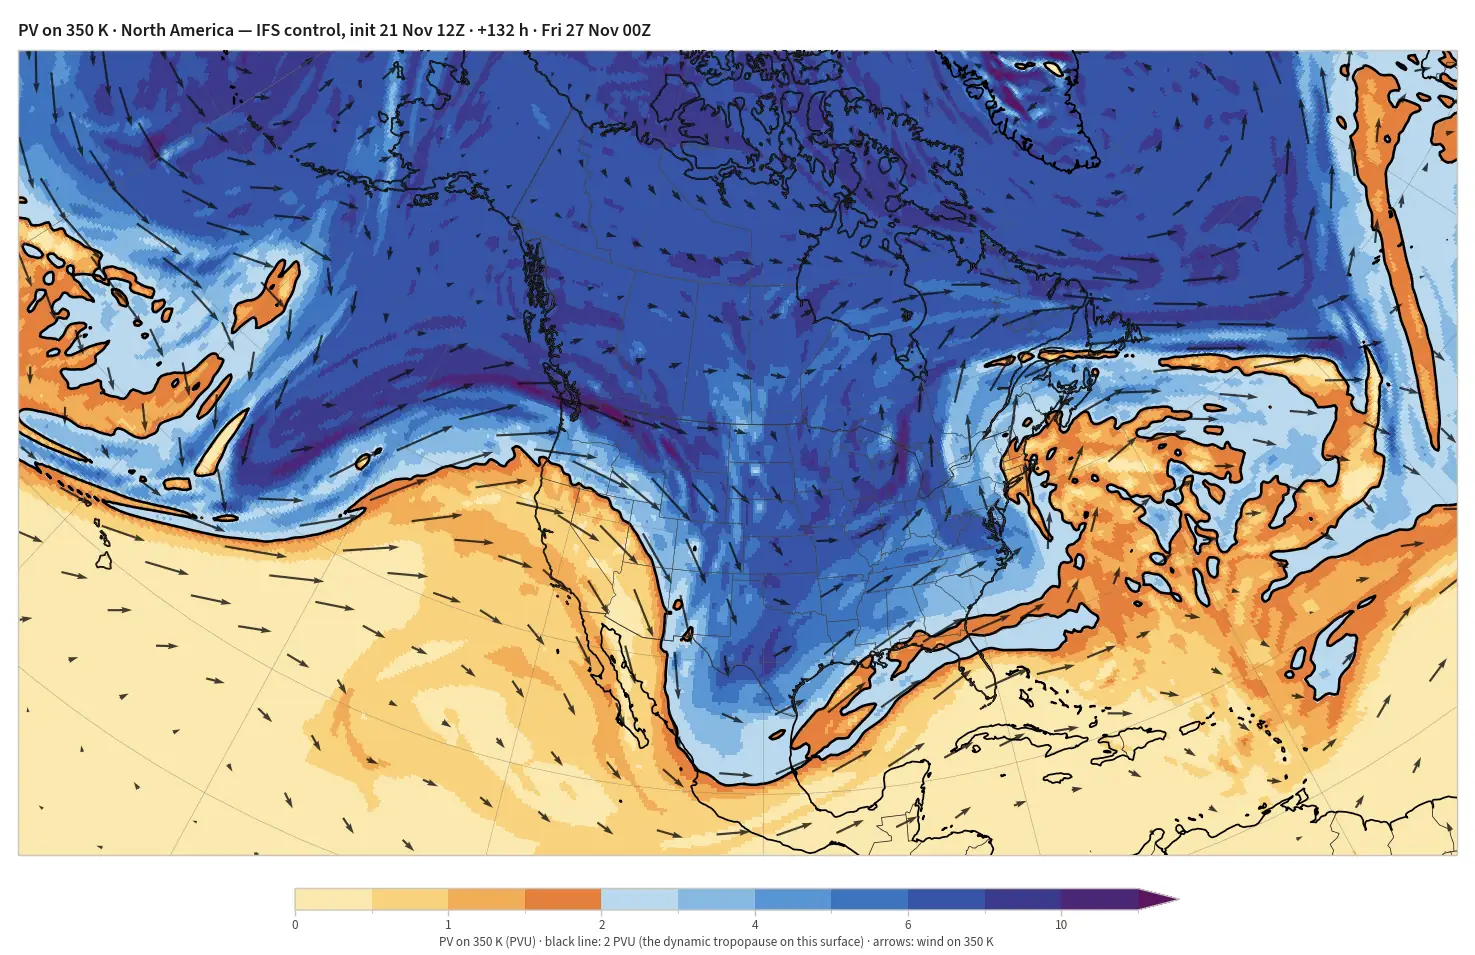 PV on 350 K · North America — IFS control, init 21 Nov 12Z · +132 h · Fri 27 Nov 00Z
0 1 2 4 6 10
PV on 350 K (PVU) · black line: 2 PVU (the dynamic tropopause on this surface) · arrows: wind on 350 K